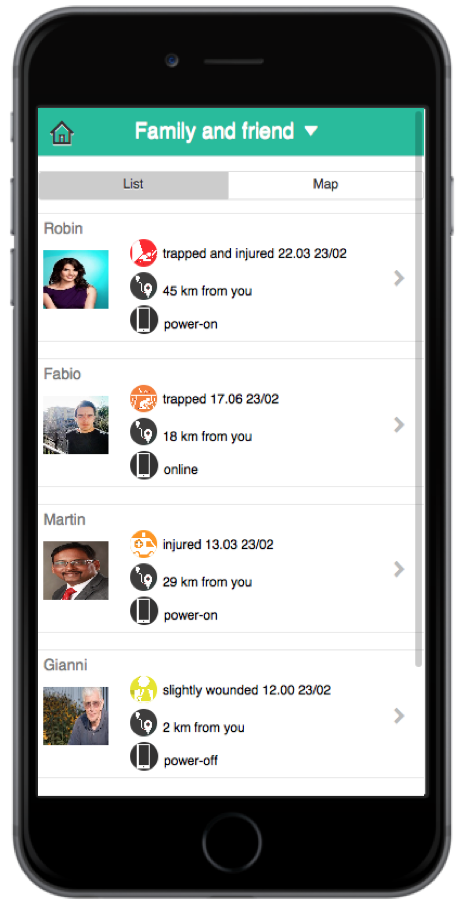 Family and friend
List Map
Robin
trapped and injured 22.03 23/02
45 km from you
power-on
Fabio
trapped 17.06 23/02
18 km from you
online
Martin
injured 13.03 23/02
29 km from you
power-on
Gianni
slightly wounded 12.00 23/02
2 km from you
power-off